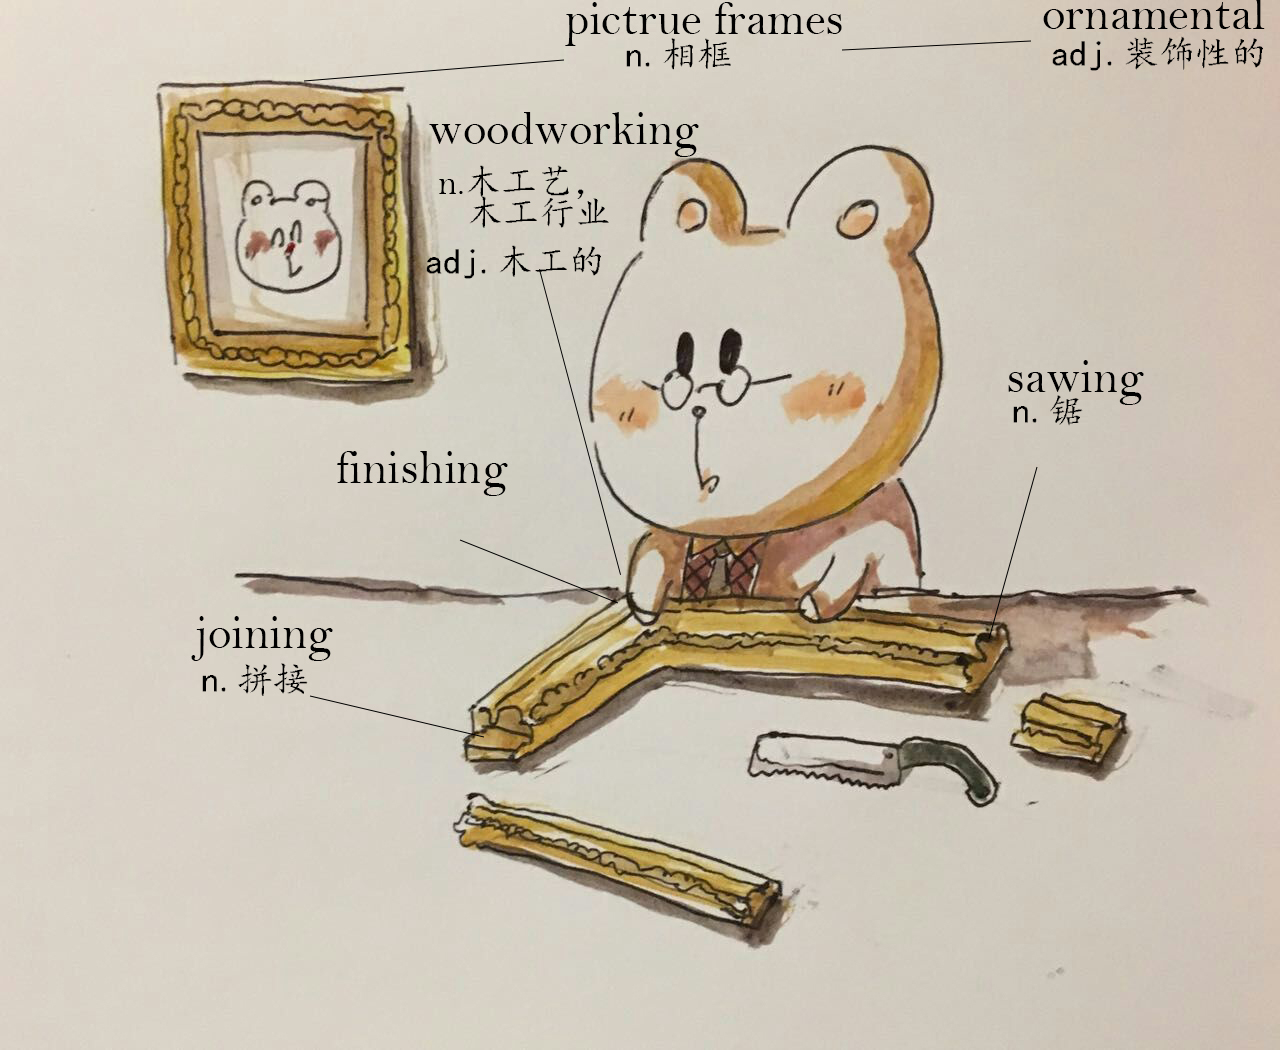 pictrue frames
n. 相框
ornamental
adj. 装饰性的
woodworking
n.木工艺，
木工行业
adj. 木工的
sawing
n. 锯
finishing
joining
n. 拼接